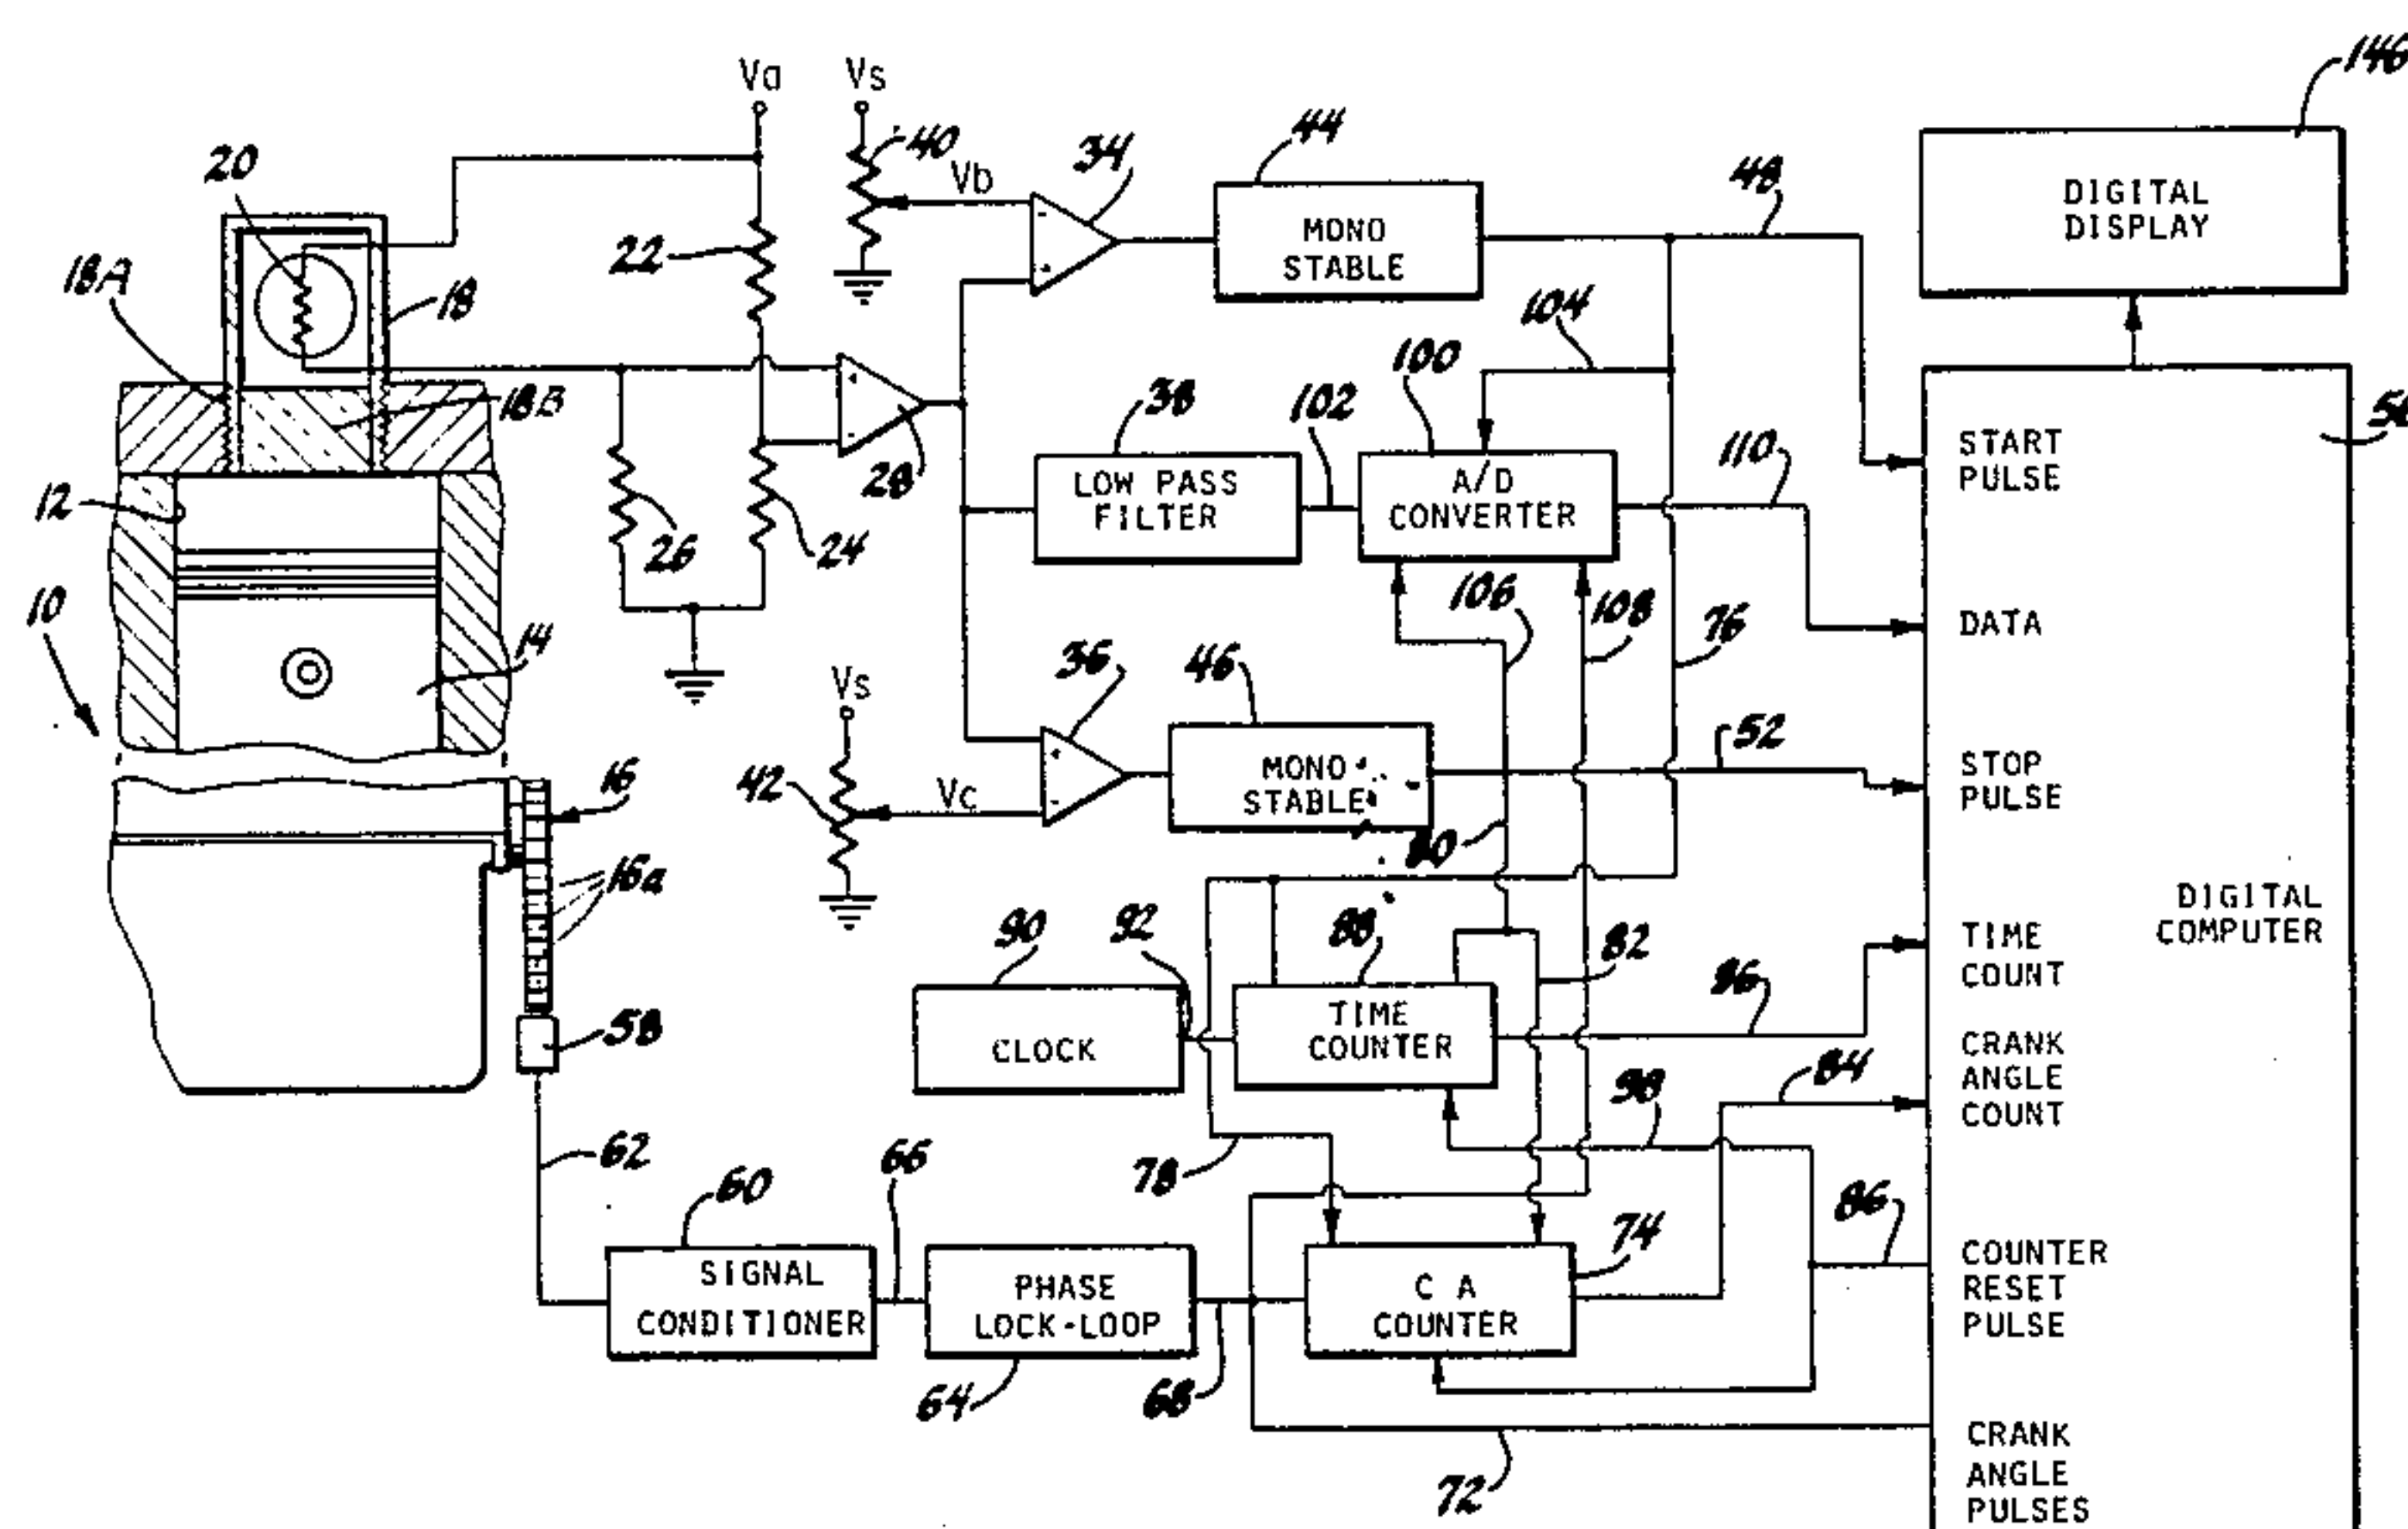 146
Va
Vs
40
34
44
48
20
Vb
DIGITAL
DISPLAY
22
MONO
STABLE
18A
18
104
100
18B
38
102
110
START
PULSE
28
LOW PASS
FILTER
A/D
CONVERTER
12
26
24
106
108
76
DATA
10
14
36
46
Vs
52
42
Vc
MONO
STABLE
STOP
PULSE
16
80
16a
DIGITAL
COMPUTER
90
92
88
82
TIME
COUNT
96
58
CLOCK
TIME
COUNTER
CRANK
ANGLE
COUNT
84
98
62
66
78
60
86
74
SIGNAL
CONDITIONER
PHASE
LOCK-LOOP
C A
COUNTER
COUNTER
RESET
PULSE
64
68
72
CRANK
ANGLE
PULSES